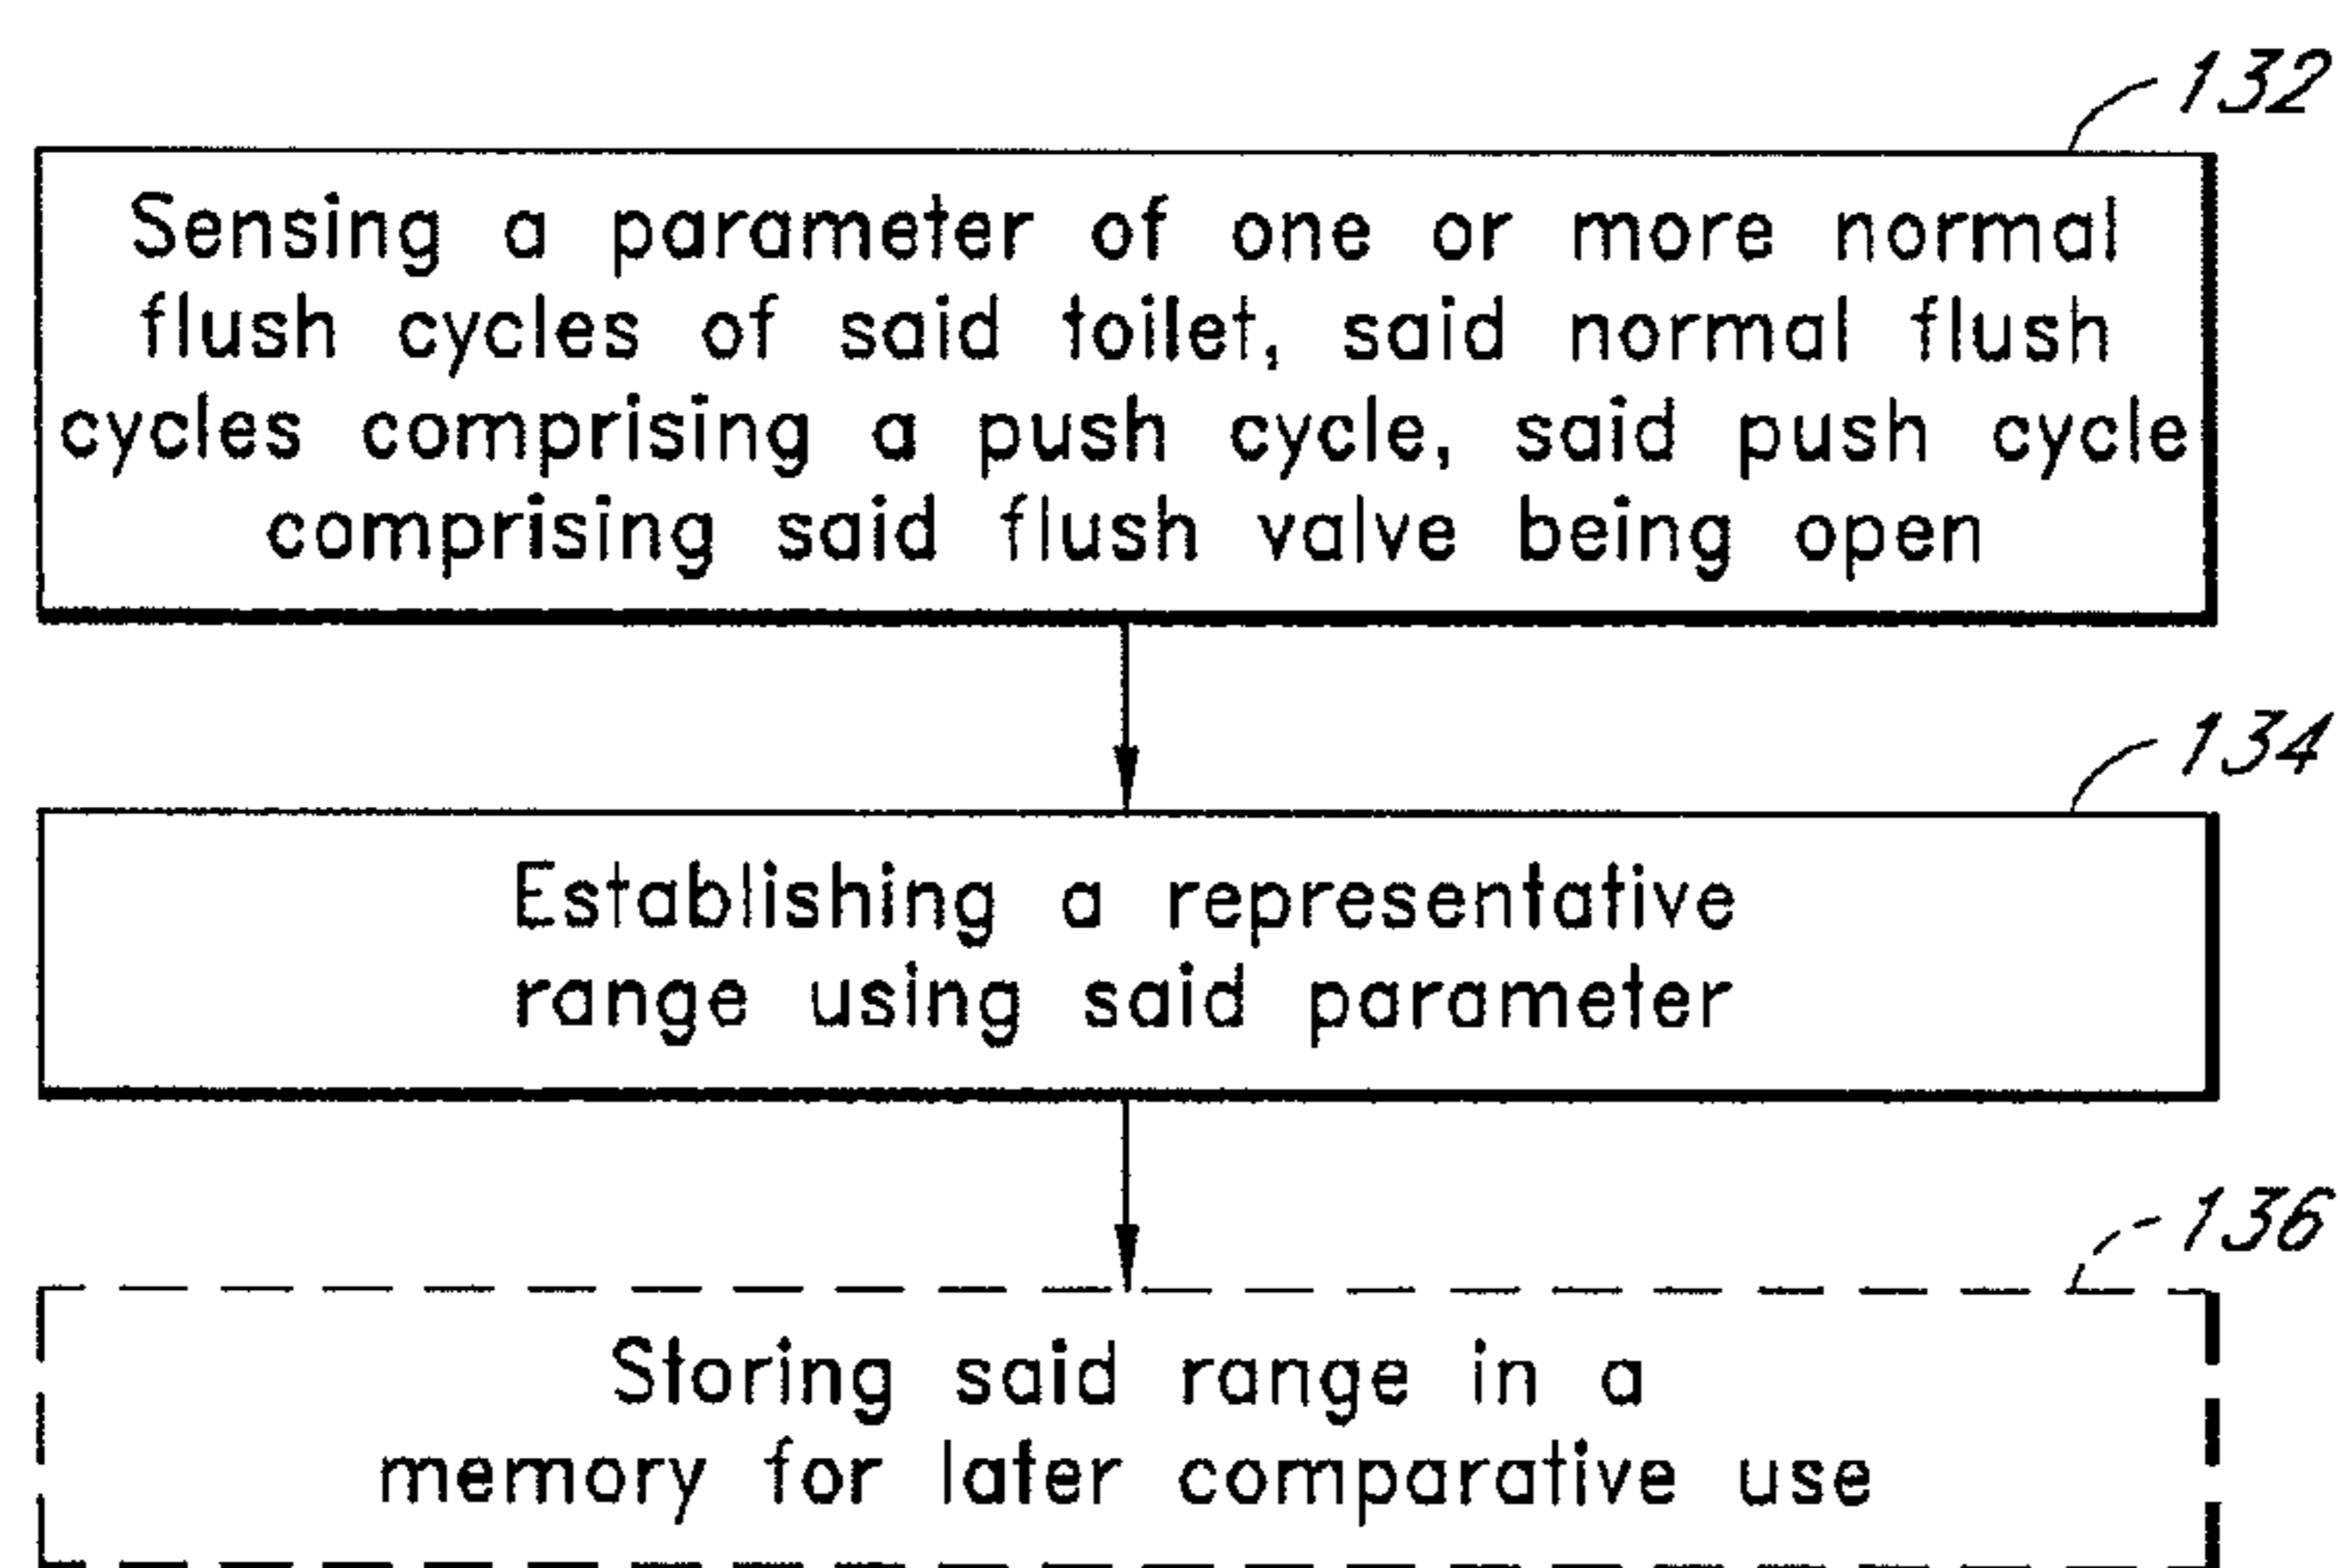 132
Sensing a parameter of one or more normal
flush cycles of said toilet, said normal flush
cycles comprising a push cycle, said push cycle
comprising said flush valve being open
134
Establishing a representative
range using said parameter
136
Storing said range in a
memory for later comparative use